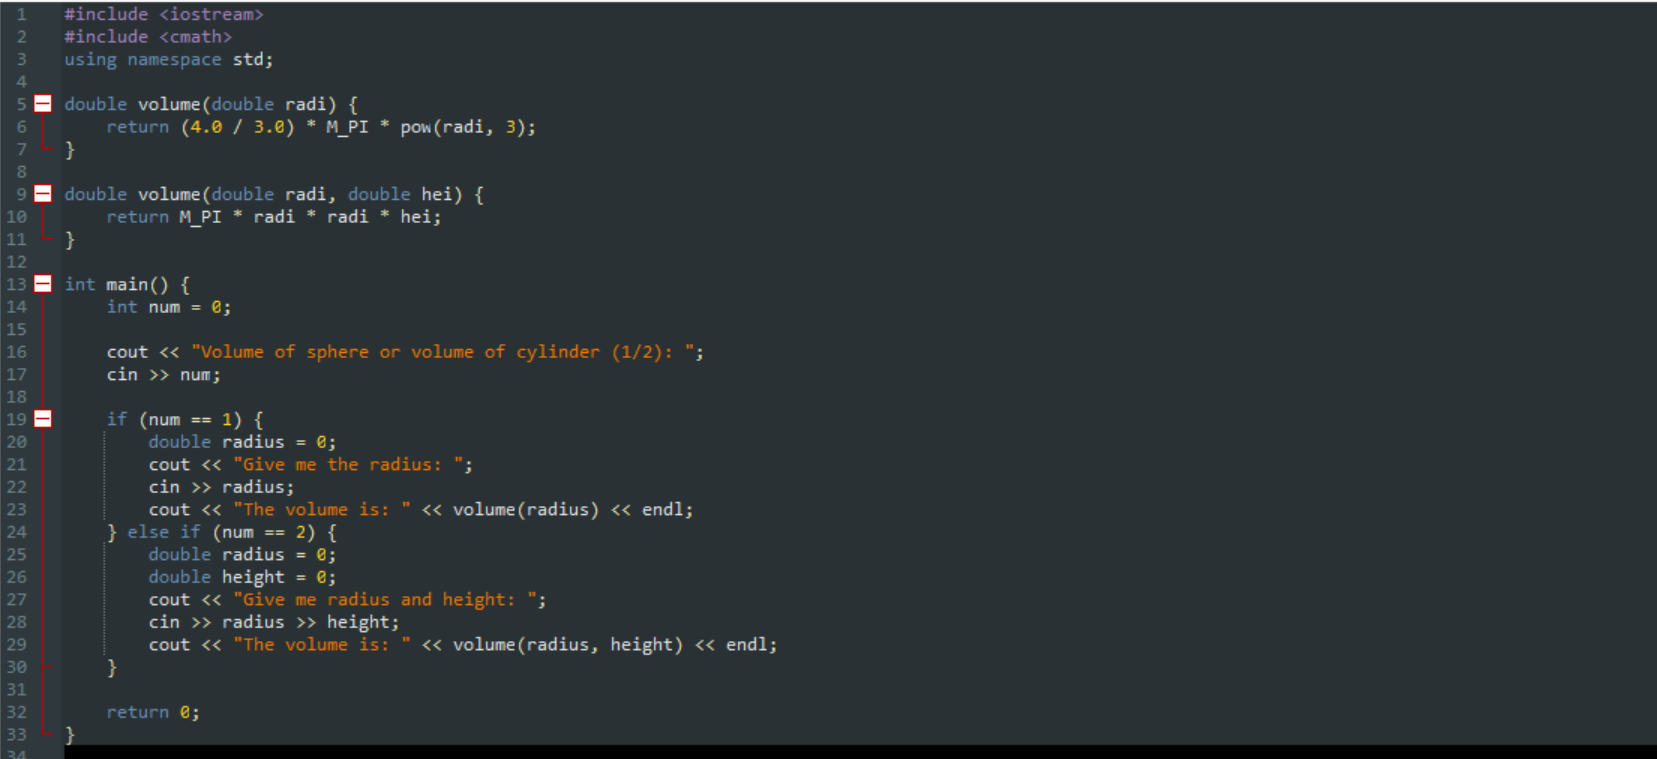 1 #include <iostream>
2 #include <cmath>
3 using namespace std;
4
5 double volume(double radi) {
6     return (4.0 / 3.0) * M_PI * pow(radi, 3);
7 }
8
9 double volume(double radi, double hei) {
10     return M_PI * radi * radi * hei;
11 }
12
13 int main() {
14     int num = 0;
15
16     cout << "Volume of sphere or volume of cylinder (1/2): ";
17     cin >> num;
18
19     if (num == 1) {
20         double radius = 0;
21         cout << "Give me the radius: ";
22         cin >> radius;
23         cout << "The volume is: " << volume(radius) << endl;
24     } else if (num == 2) {
25         double radius = 0;
26         double height = 0;
27         cout << "Give me radius and height: ";
28         cin >> radius >> height;
29         cout << "The volume is: " << volume(radius, height) << endl;
30     }
31
32     return 0;
33 }
34